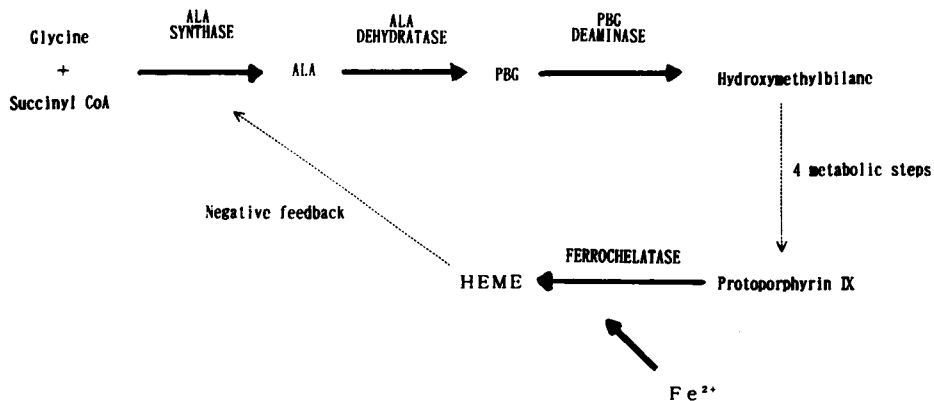 Glycine
+
Succinyl CoA
ALA
SYNTHASE
ALA
ALA
DEHYDRATASE
PBG
PBG
DEAMINASE
Hydroxymethylbilane
4 metabolic steps
Negative feedback
HEME
FERROCHELATASE
Protoporphyrin IX
Fe²⁺